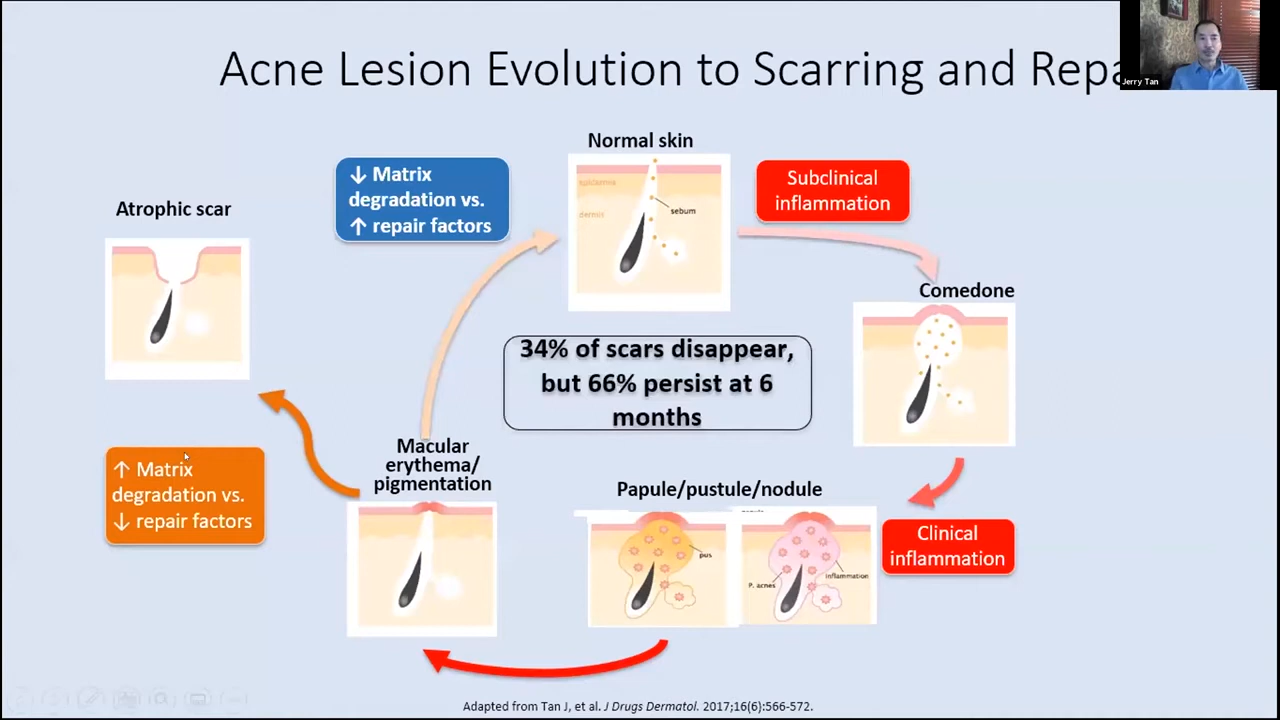 Acne Lesion Evolution to Scarring and Repa
Jerry Tan
Normal skin
epidermis
dermis
sebum
Subclinical
inflammation
↓ Matrix
degradation vs.
↑ repair factors
Atrophic scar
Comedone
34% of scars disappear,
but 66% persist at 6
months
Macular
erythema/
pigmentation
↑ Matrix
degradation vs.
↓ repair factors
Papule/pustule/nodule
pus
P. acnes
inflammation
Clinical
inflammation
Adapted from Tan J, et al. J Drugs Dermatol. 2017;16(6):566-572.